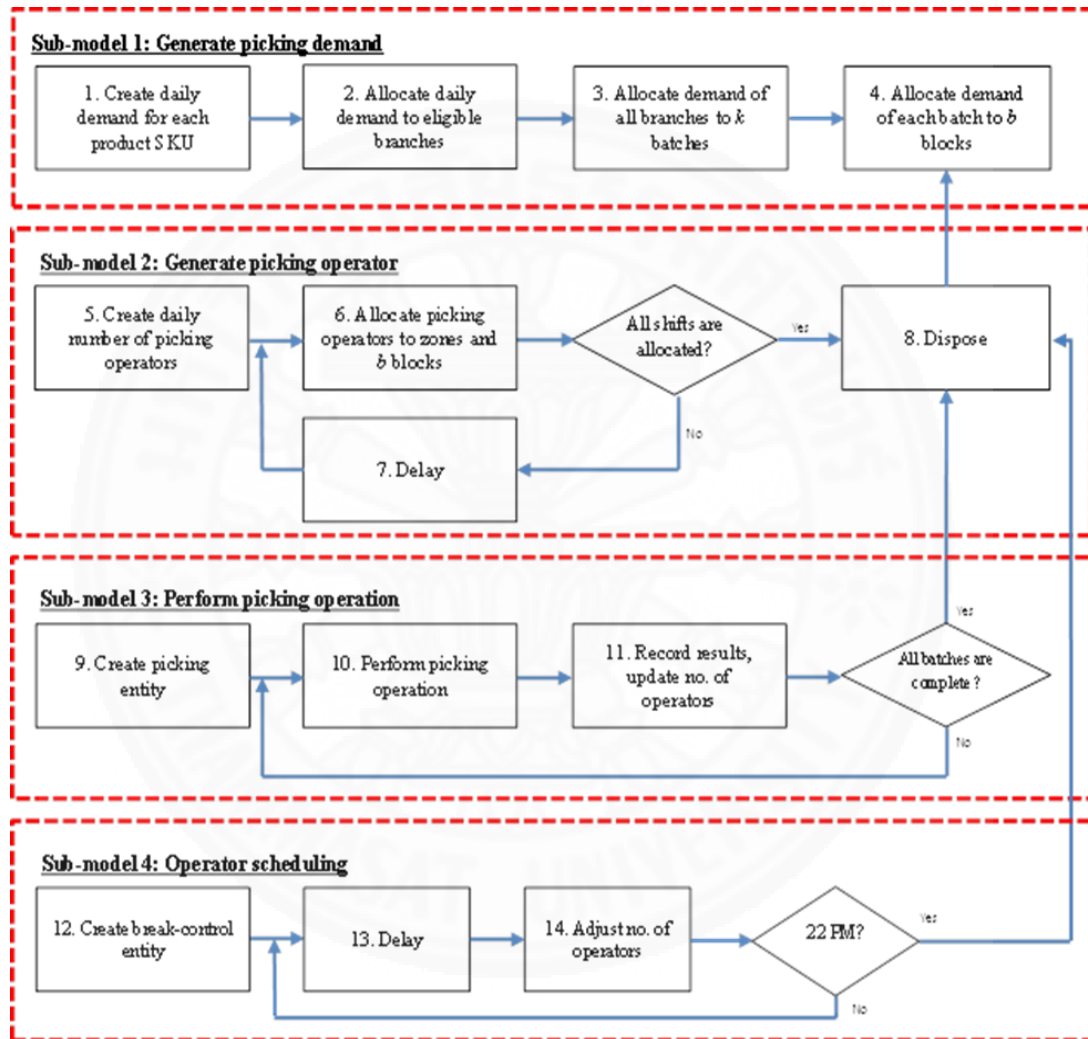 Sub-model 1: Generate picking demand
1. Create daily
demand for each
product SKU
2. Allocate daily
demand to eligible
branches
3. Allocate demand of
all branches to k
batches
4. Allocate demand
of each batch to b
blocks
Sub-model 2: Generate picking operator
5. Create daily
number of picking
operators
6. Allocate picking
operators to zones and
b blocks
All shifts are
allocated?
Yes
8. Dispose
No
7. Delay
Sub-model 3: Perform picking operation
9. Create picking
entity
10. Perform picking
operation
11. Record results,
update no. of
operators
Yes
All batches are
complete ?
No
Sub-model 4: Operator scheduling
12. Create break-control
entity
13. Delay
14. Adjust no. of
operators
22 PM?
Yes
No
THAMMASAT UNIVERSITY